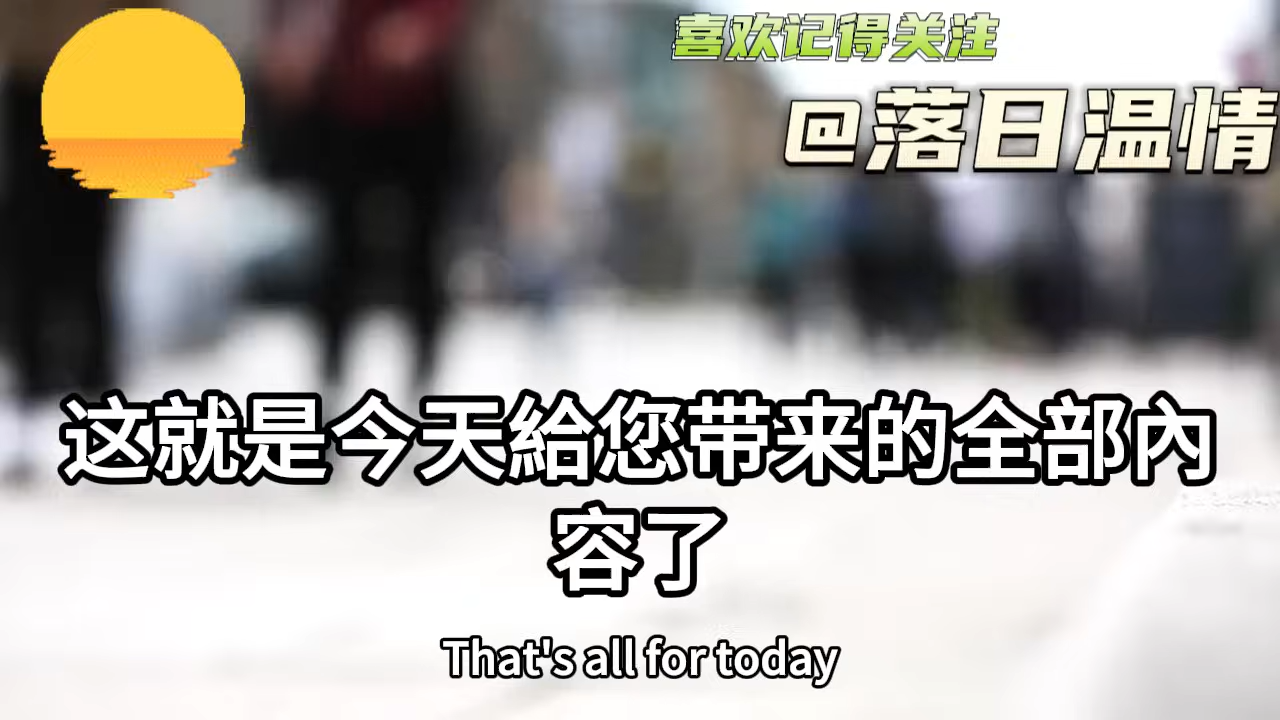 喜欢记得关注
@落日温情
这就是今天給您带来的全部內
容了
That's all for today